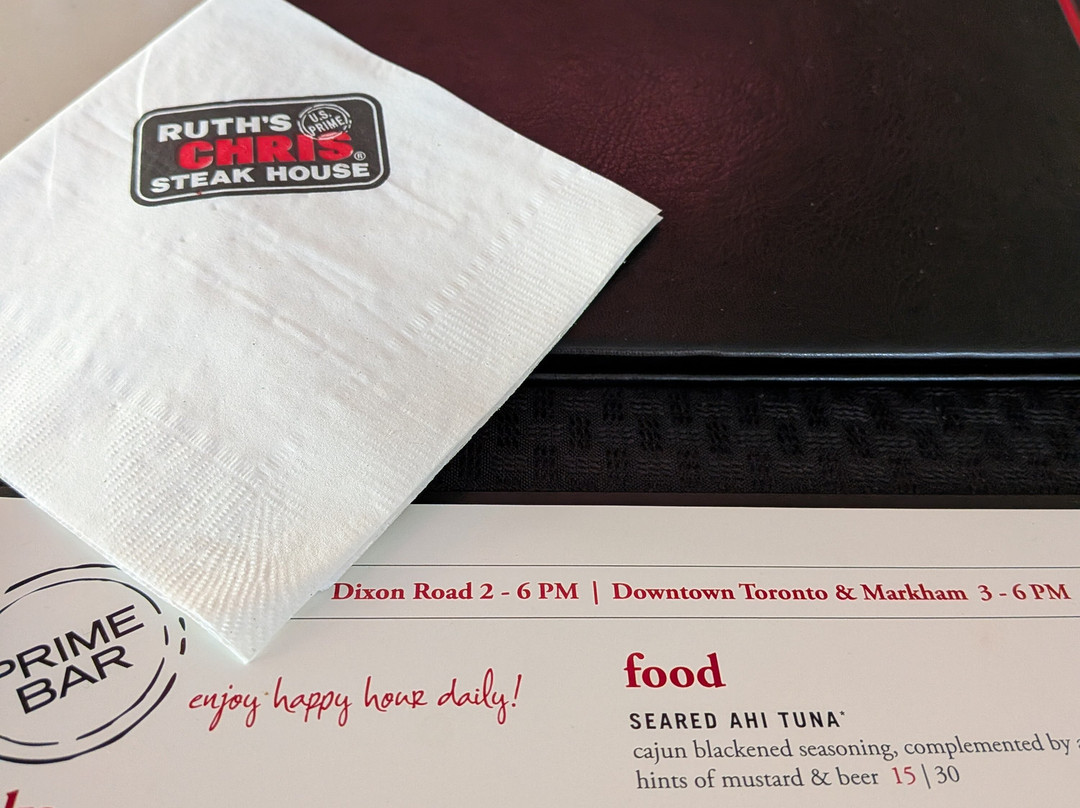 RUTH'S U.S. PRIME
CHRIS®
STEAK HOUSE
Dixon Road 2 - 6 PM | Downtown Toronto & Markham 3 - 6 PM
PRIME
BAR
enjoy happy hour daily!
food
SEARED AHI TUNA*
cajun blackened seasoning, complemented by
hints of mustard & beer 15 | 30